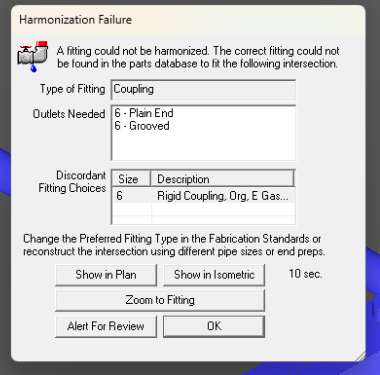 Harmonization Failure
A fitting could not be harmonized. The correct fitting could not
be found in the parts database to fit the following intersection.
Type of Fitting Coupling
Outlets Needed 6 - Plain End
6 - Grooved
Discordant
Fitting Choices
Size Description
6 Rigid Coupling, Org, E Gas...
Change the Preferred Fitting Type in the Fabrication Standards or
reconstruct the intersection using different pipe sizes or end preps.
Show in Plan Show in Isometric 10 sec.
Zoom to Fitting
Alert For Review OK